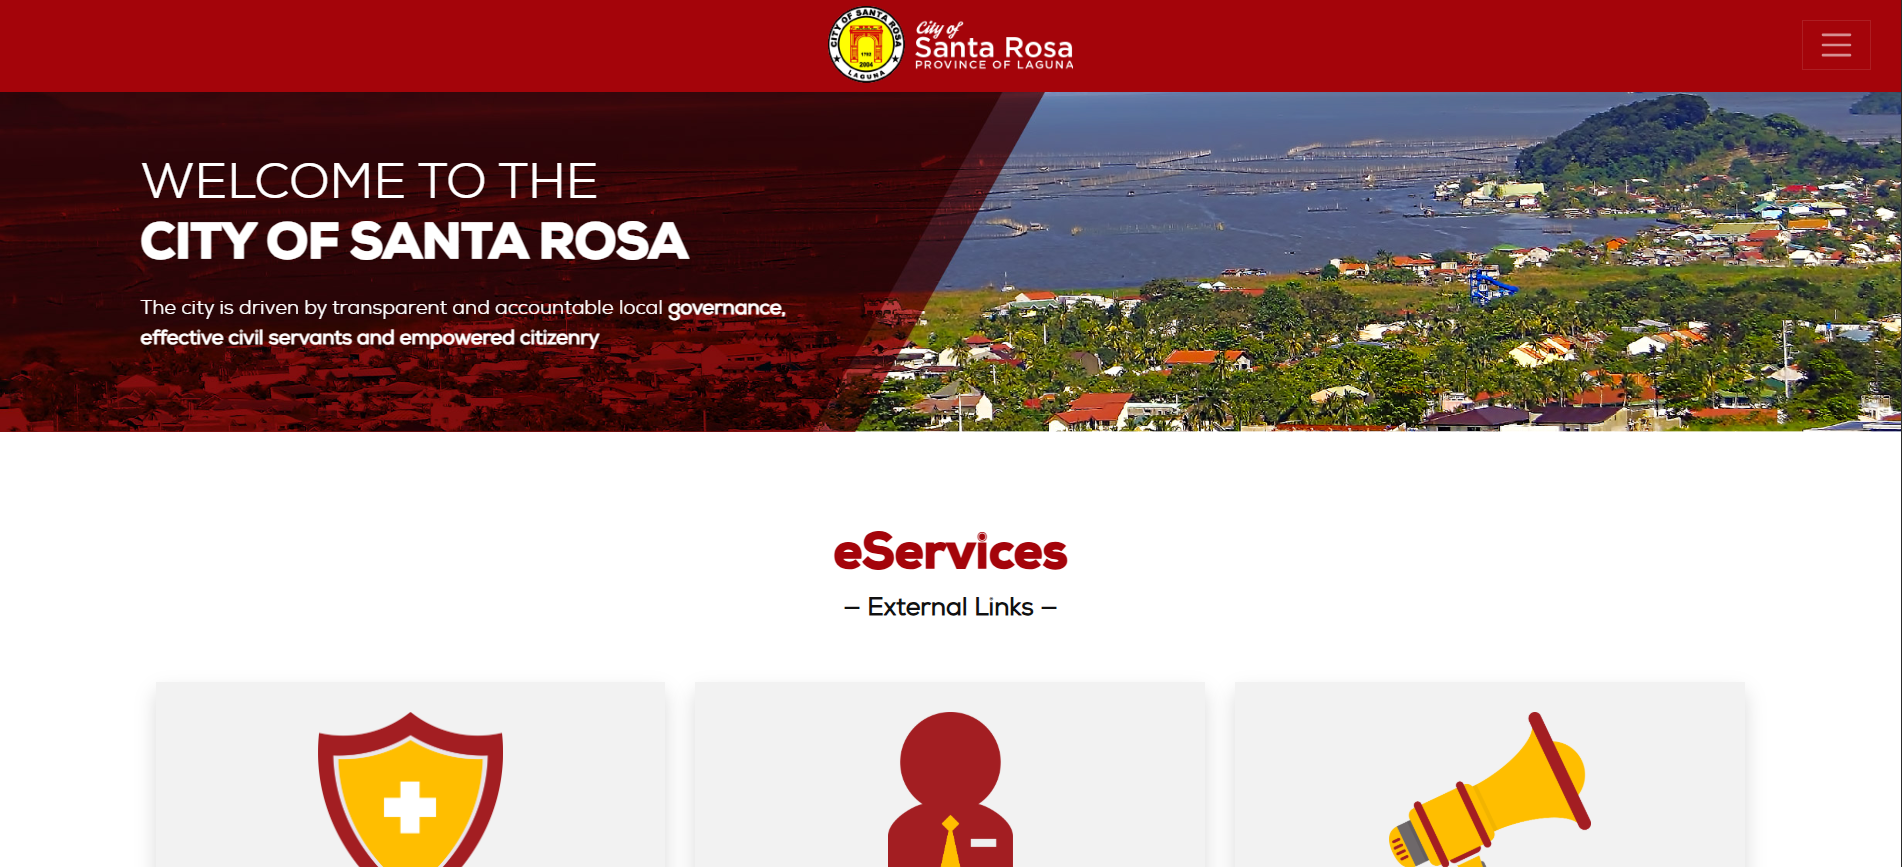 CITY OF SANTA ROSA
1792
2004
LAGUNA
City of
Santa Rosa
PROVINCE OF LAGUNA
WELCOME TO THE
CITY OF SANTA ROSA
The city is driven by transparent and accountable local governance,
effective civil servants and empowered citizenry
eServices
– External Links –